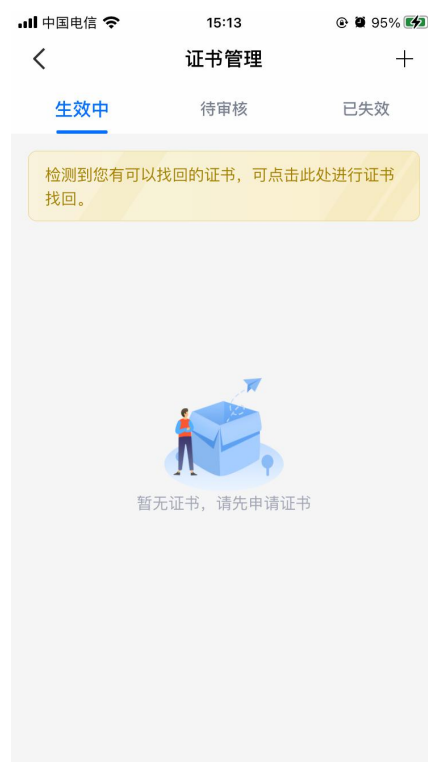 中国电信 15:13 95%
证书管理
生效中 待审核 已失效
检测到您有可以找回的证书，可点击此处进行证书
找回。
暂无证书，请先申请证书